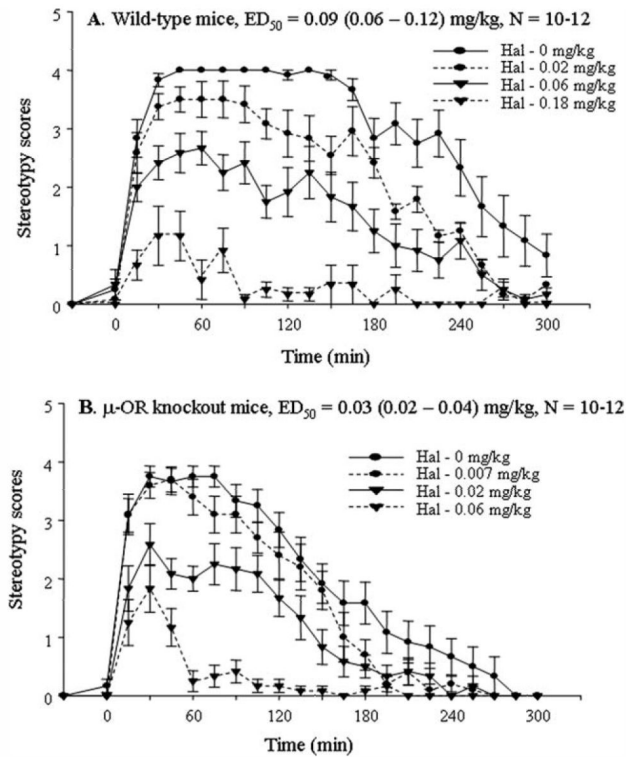 A. Wild-type mice, ED50 = 0.09 (0.06 – 0.12) mg/kg, N = 10-12
Hal - 0 mg/kg
Hal - 0.02 mg/kg
Hal - 0.06 mg/kg
Hal - 0.18 mg/kg
Stereotypy scores
5
4
3
2
1
0
0 60 120 180 240 300
Time (min)
B. μ-OR knockout mice, ED50 = 0.03 (0.02 – 0.04) mg/kg, N = 10-12
Hal - 0 mg/kg
Hal - 0.007 mg/kg
Hal - 0.02 mg/kg
Hal - 0.06 mg/kg
Stereotypy scores
5
4
3
2
1
0
0 60 120 180 240 300
Time (min)